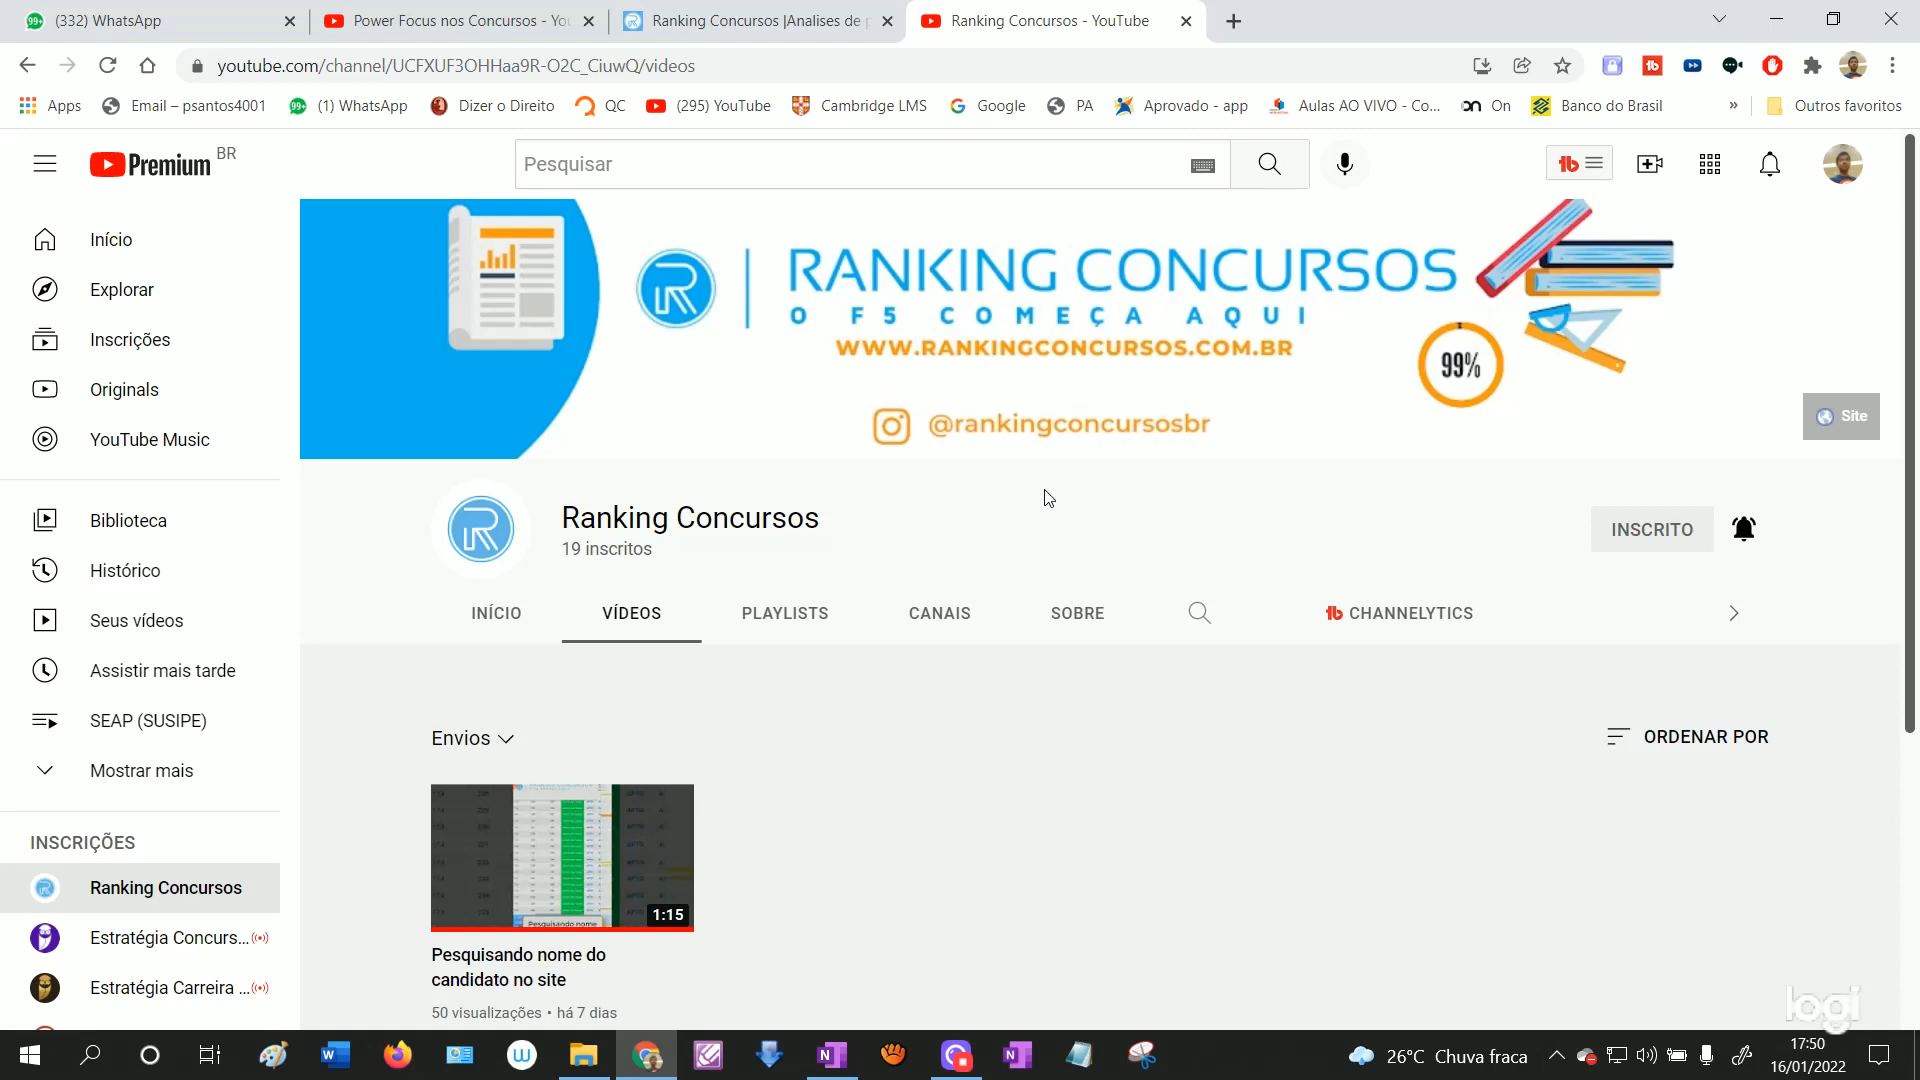 (332) WhatsApp
Power Focus nos Concursos - You
Ranking Concursos |Analises de p
Ranking Concursos - YouTube
youtube.com/channel/UCFXUF3OHHaa9R-O2C_CiuwQ/videos
Apps
Email – psantos4001
(1) WhatsApp
Dizer o Direito
QC
(295) YouTube
Cambridge LMS
Google
PA
Aprovado - app
Aulas AO VIVO - Co...
On
Banco do Brasil
»
Outros favoritos
Premium BR
Pesquisar
Início
Explorar
Inscrições
Originals
YouTube Music
Biblioteca
Histórico
Seus vídeos
Assistir mais tarde
SEAP (SUSIPE)
Mostrar mais
INSCRIÇÕES
Ranking Concursos
Estratégia Concurs...
Estratégia Carreira ...
RANKING CONCURSOS
O F5 COMEÇA AQUI
WWW.RANKINGCONCURSOS.COM.BR
99%
@rankingconcursosbr
Site
Ranking Concursos
19 inscritos
INSCRITO
INÍCIO
VÍDEOS
PLAYLISTS
CANAIS
SOBRE
CHANNELYTICS
Envios
ORDENAR POR
Pesquisando nome
1:15
Pesquisando nome do
candidato no site
50 visualizações • há 7 dias
logi
26°C Chuva fraca
17:50
16/01/2022